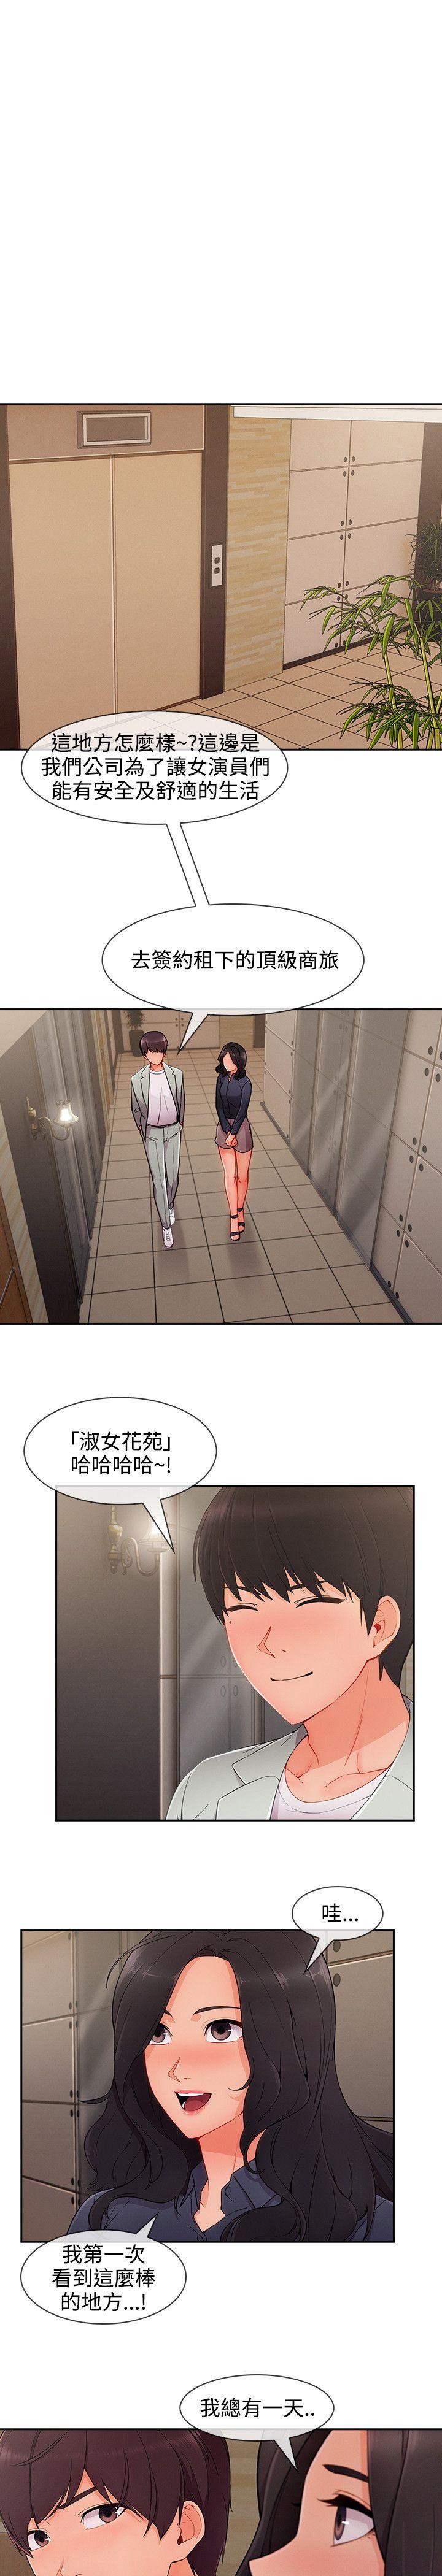 這地方怎麼樣~?這邊是
我們公司為了讓女演員們
能有安全及舒適的生活
去簽約租下的頂級商旅
「淑女花苑」
哈哈哈哈~!
哇...
我第一次
看到這麼棒
的地方...!
我總有一天..